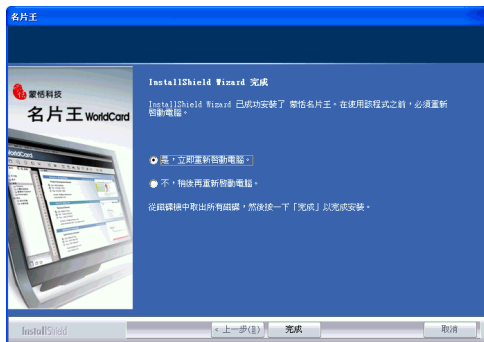 名片王
蒙恬科技
名片王 WorldCard
WorldCard
InstallShield Wizard 完成
InstallShield Wizard 已成功安裝了 蒙恬名片王。在使用該程式之前，必須重新
啓動電腦。
是，立即重新啓動電腦。
不，稍後再重新啓動電腦。
從磁碟機中取出所有磁碟，然後按一下「完成」以完成安裝。
InstallShield
< 上一步(B)
完成
取消